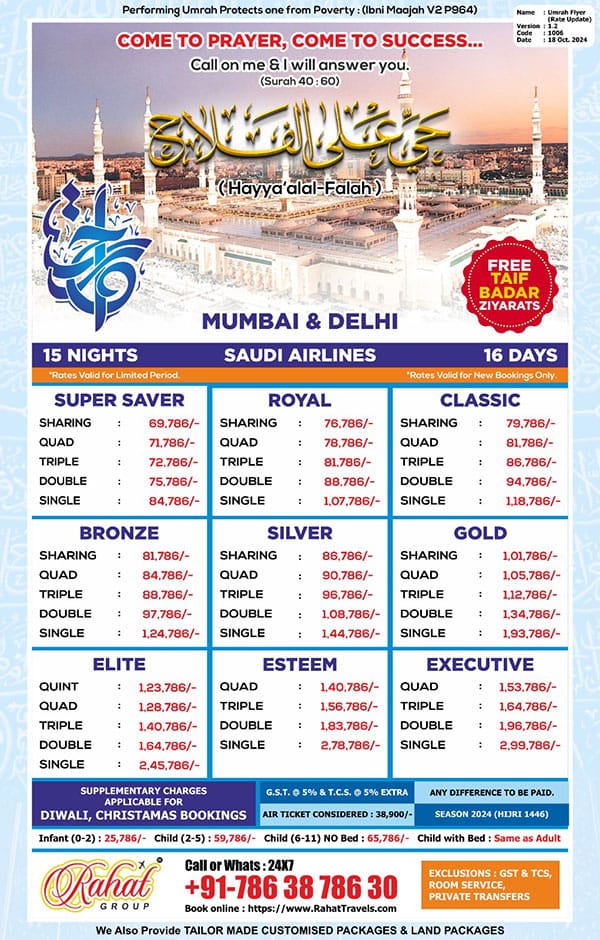 Performing Umrah Protects one from Poverty : (Ibni Maajah V2 P964)
Name : Umrah Flyer
(Rate Update)
Version : 1.2
Code : 1006
Date : 18 Oct. 2024
COME TO PRAYER, COME TO SUCCESS...
Call on me & I will answer you.
(Surah 40 : 60)
حي على الفلاح
(Hayya'alal-Falah)
FREE
TAIF
BADAR
ZIYARATS
MUMBAI & DELHI
15 NIGHTS SAUDI AIRLINES 16 DAYS
*Rates Valid for Limited Period. *Rates Valid for New Bookings Only.
SUPER SAVER
SHARING : 69,786/-
QUAD : 71,786/-
TRIPLE : 72,786/-
DOUBLE : 75,786/-
SINGLE : 84,786/-
ROYAL
SHARING : 76,786/-
QUAD : 78,786/-
TRIPLE : 81,786/-
DOUBLE : 88,786/-
SINGLE : 1,07,786/-
CLASSIC
SHARING : 79,786/-
QUAD : 81,786/-
TRIPLE : 86,786/-
DOUBLE : 94,786/-
SINGLE : 1,18,786/-
BRONZE
SHARING : 81,786/-
QUAD : 84,786/-
TRIPLE : 88,786/-
DOUBLE : 97,786/-
SINGLE : 1,24,786/-
SILVER
SHARING : 86,786/-
QUAD : 90,786/-
TRIPLE : 96,786/-
DOUBLE : 1,08,786/-
SINGLE : 1,44,786/-
GOLD
SHARING : 1,01,786/-
QUAD : 1,05,786/-
TRIPLE : 1,12,786/-
DOUBLE : 1,34,786/-
SINGLE : 1,93,786/-
ELITE
QUINT : 1,23,786/-
QUAD : 1,28,786/-
TRIPLE : 1,40,786/-
DOUBLE : 1,64,786/-
SINGLE : 2,45,786/-
ESTEEM
QUAD : 1,40,786/-
TRIPLE : 1,56,786/-
DOUBLE : 1,83,786/-
SINGLE : 2,78,786/-
EXECUTIVE
QUAD : 1,53,786/-
TRIPLE : 1,64,786/-
DOUBLE : 1,96,786/-
SINGLE : 2,99,786/-
SUPPLEMENTARY CHARGES
APPLICABLE FOR
DIWALI, CHRISTAMAS BOOKINGS
G.S.T. @ 5% & T.C.S. @ 5% EXTRA
ANY DIFFERENCE TO BE PAID.
AIR TICKET CONSIDERED : 38,900/-
SEASON 2024 (HIJRI 1446)
Infant (0-2) : 25,786/- Child (2-5) : 59,786/- Child (6-11) NO Bed : 65,786/- Child with Bed : Same as Adult
Rahat
GROUP
Call or Whats : 24X7
+91-786 38 786 30
Book online : https://www.RahatTravels.com
EXCLUSIONS : GST & TCS,
ROOM SERVICE,
PRIVATE TRANSFERS
We Also Provide TAILOR MADE CUSTOMISED PACKAGES & LAND PACKAGES